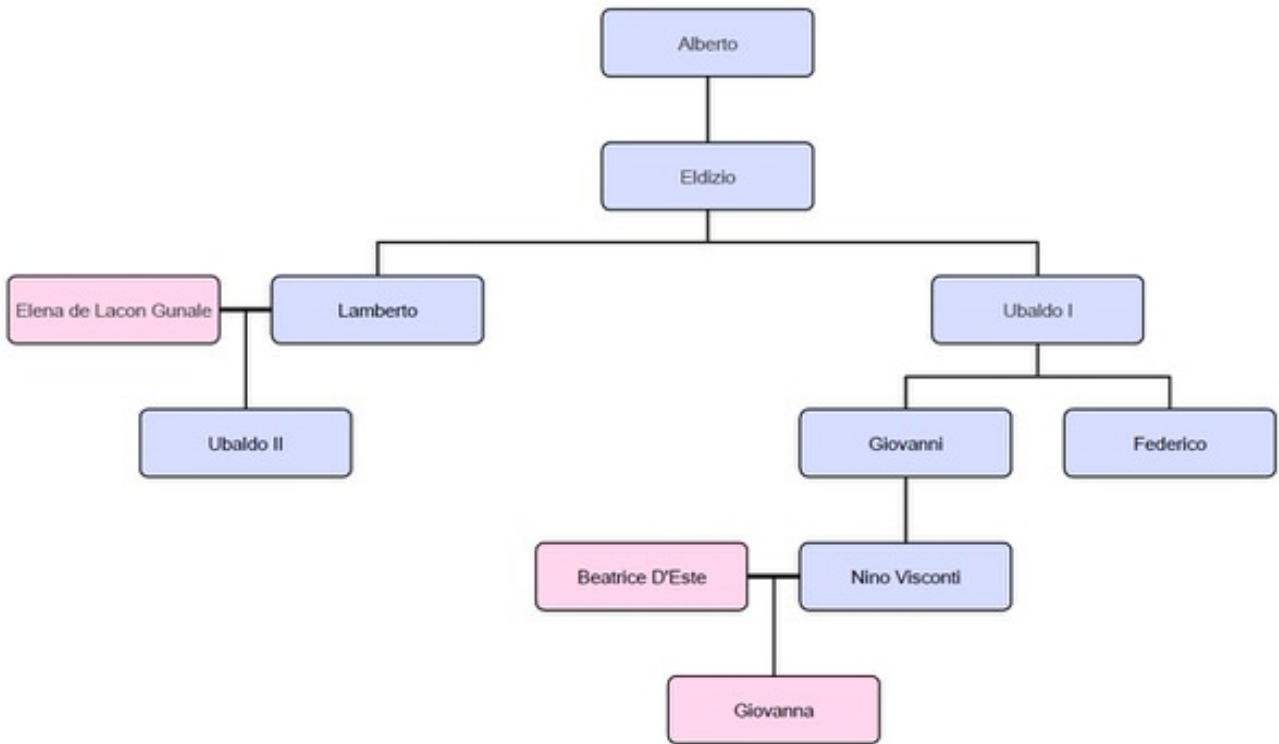 Alberto
Eldizio
Elena de Lacon Gunale
Lamberto
Ubaldo I
Ubaldo II
Giovanni
Federico
Beatrice D'Este
Nino Visconti
Giovanna